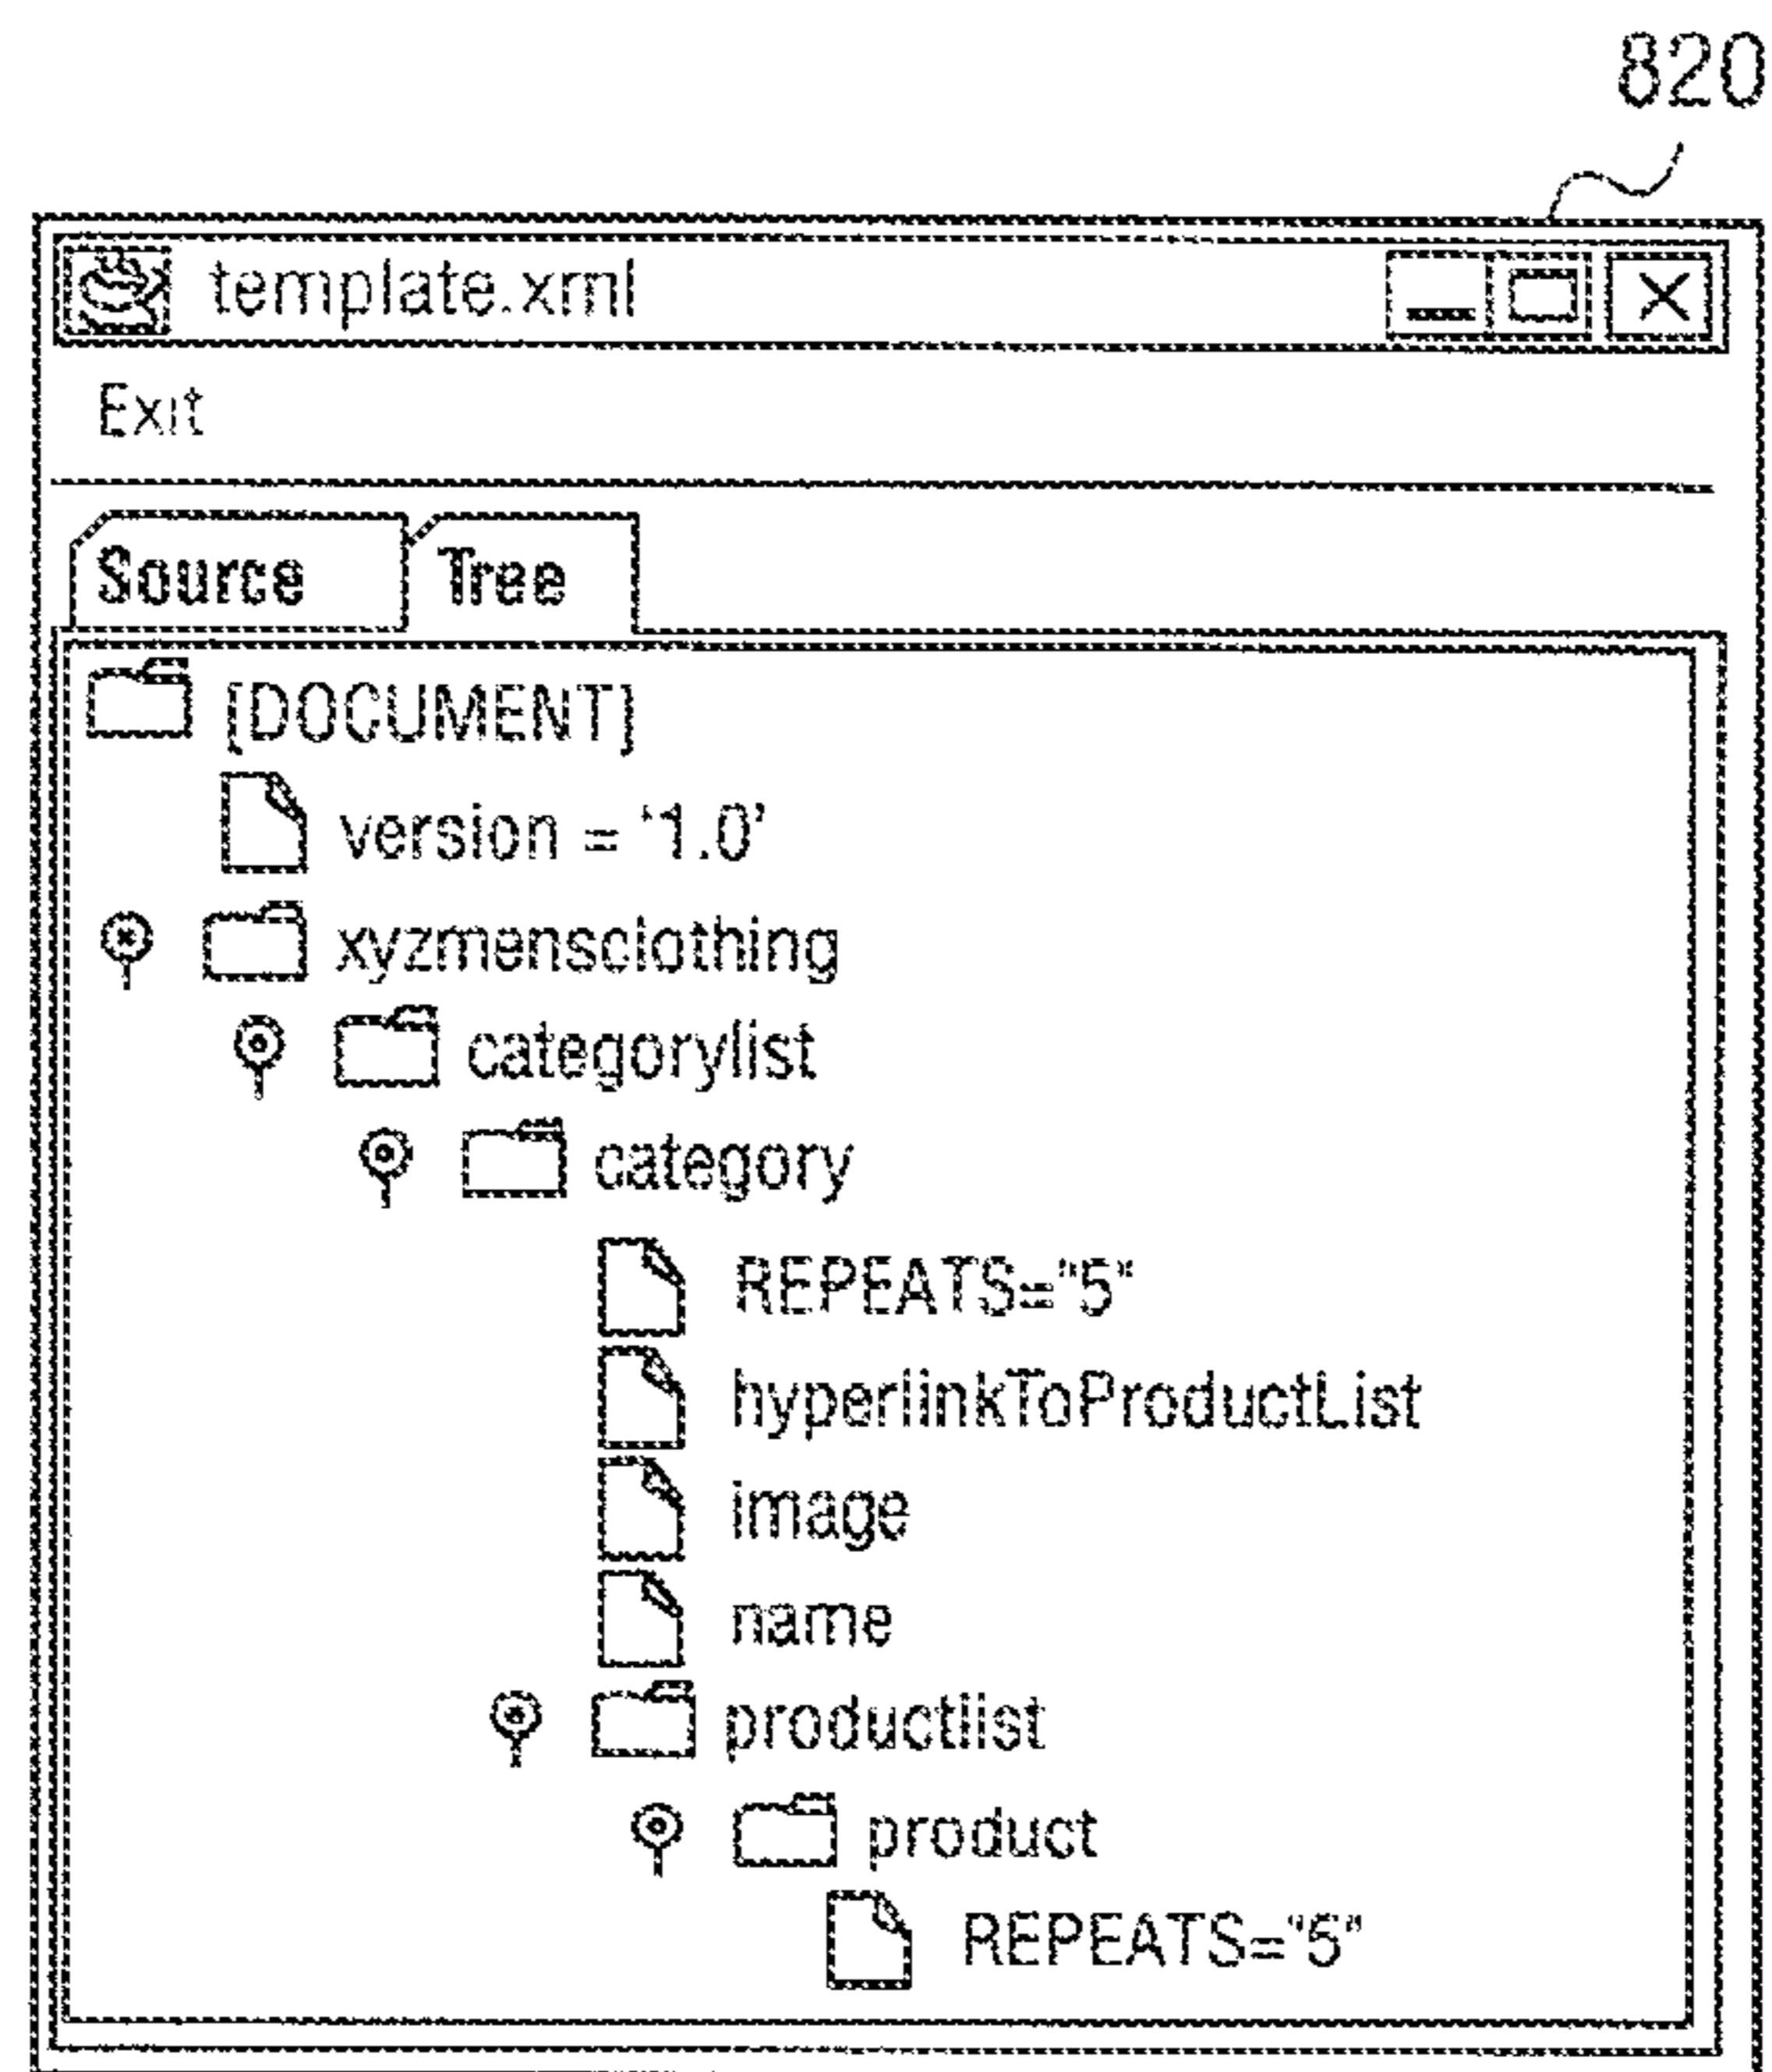 820
template.xml
Exit
Source Tree
[DOCUMENT]
version = ‘1.0’
xyzmensclothing
categorylist
category
REPEATS="5"
hyperlinkToProductList
image
name
productlist
product
REPEATS="5"